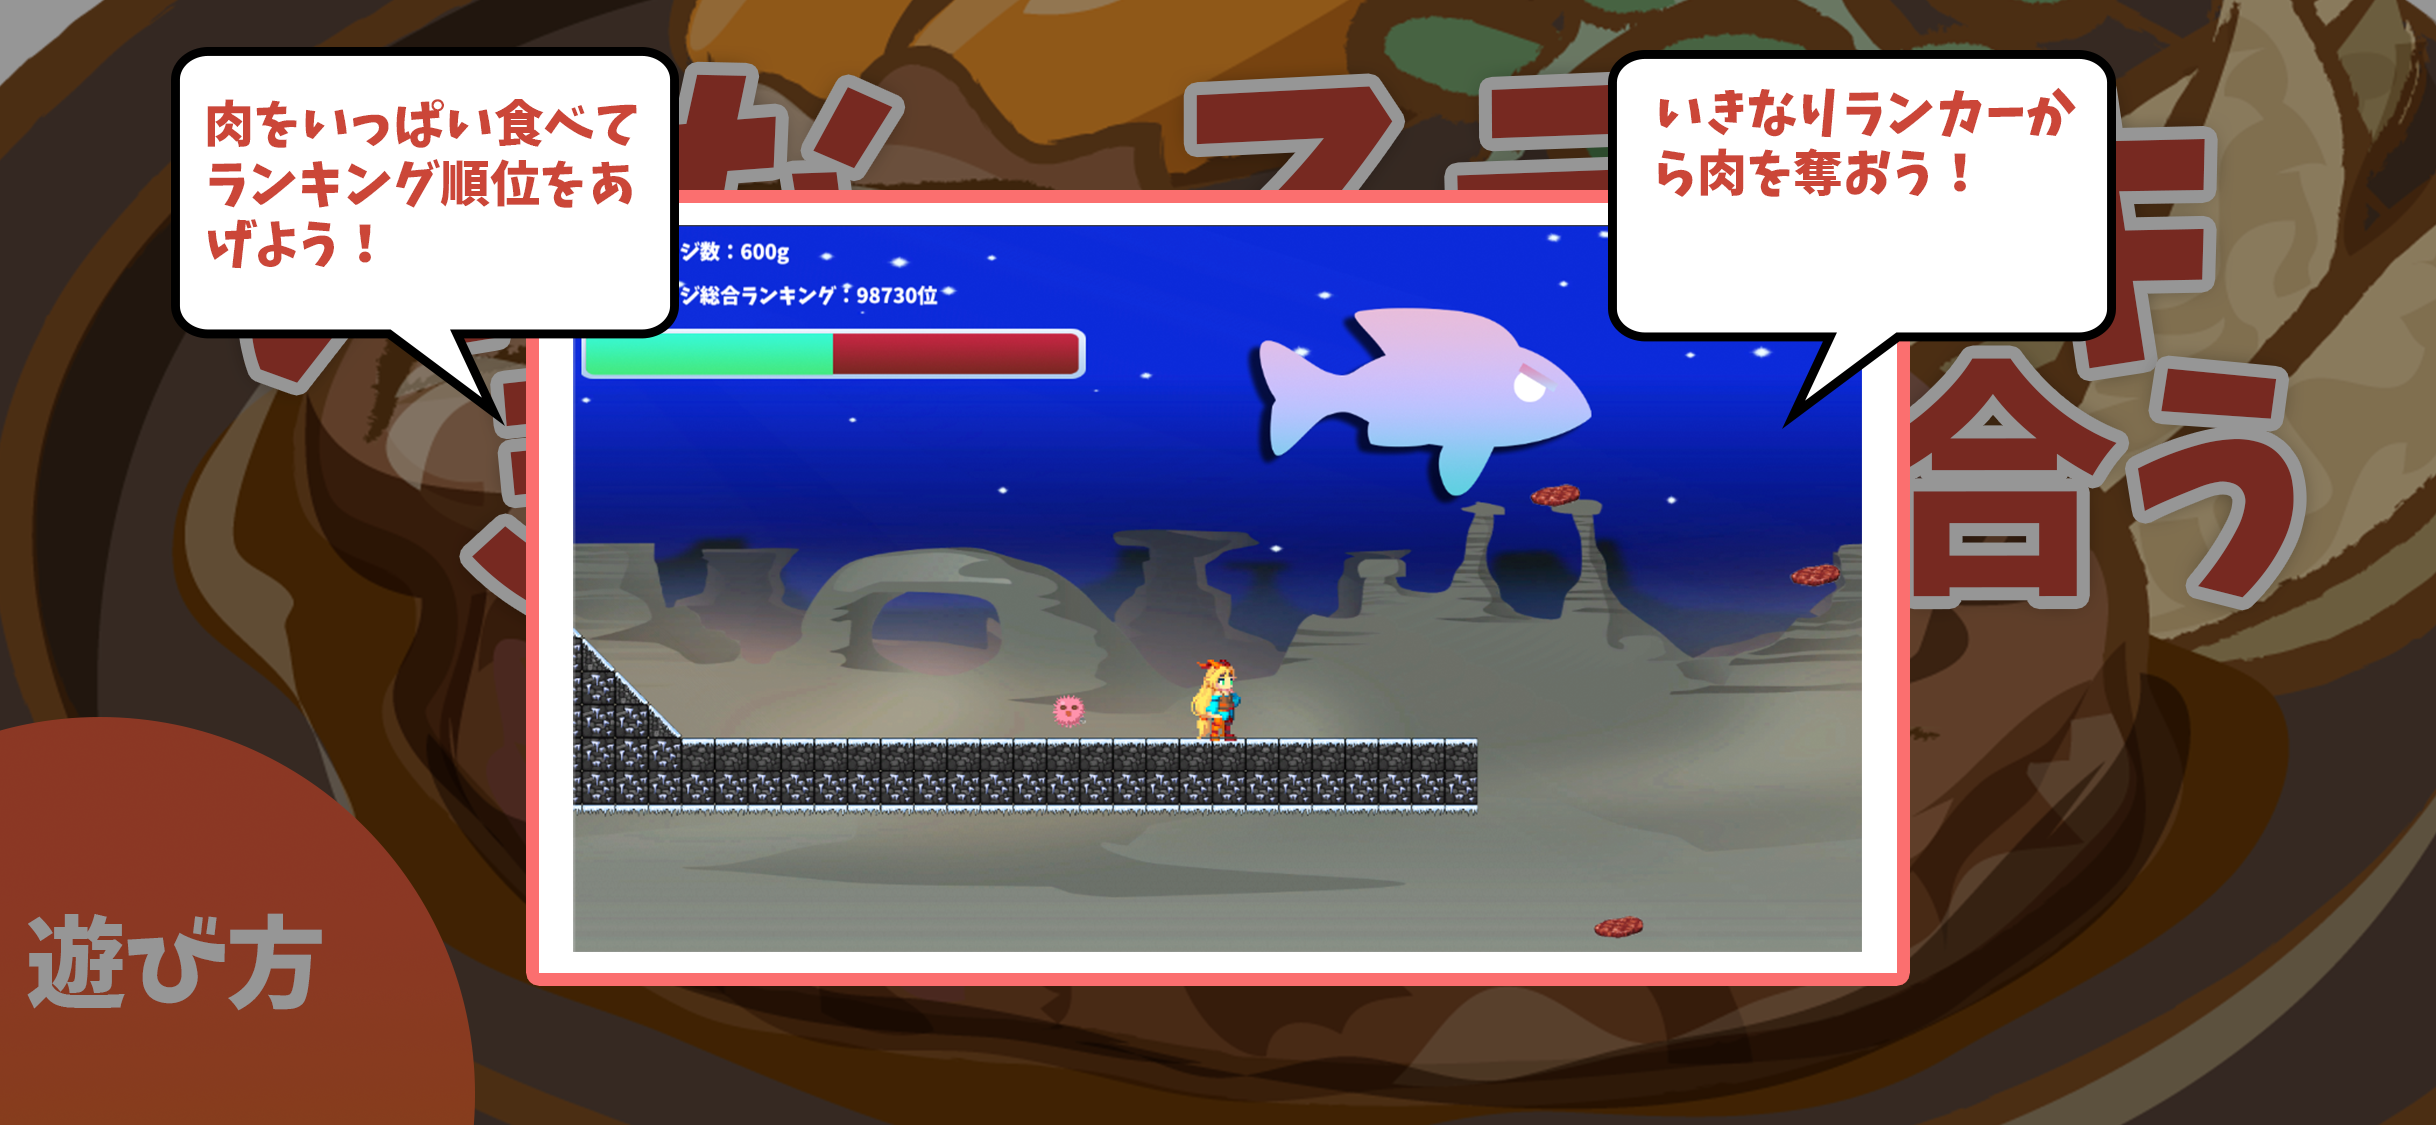 肉をいっぱい食べて
ランキング順位をあ
げよう！
いきなりランカーか
ら肉を奪おう！
ジ数：600g
ジ総合ランキング：98730位
合う
遊び方